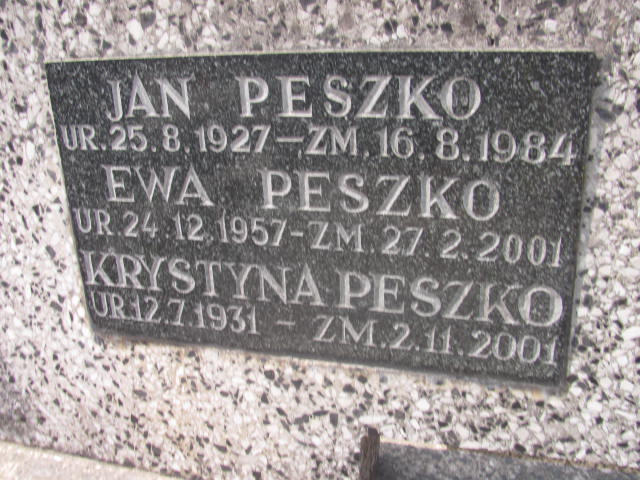 JAN PESZKO
UR. 25. 8. 1927 – ZM. 16. 8. 1984
EWA PESZKO
UR. 24. 12. 1957 - ZM. 27. 2. 2001
KRYSTYNA PESZKO
UR. 12. 7. 1931 – ZM. 2. 11. 2001